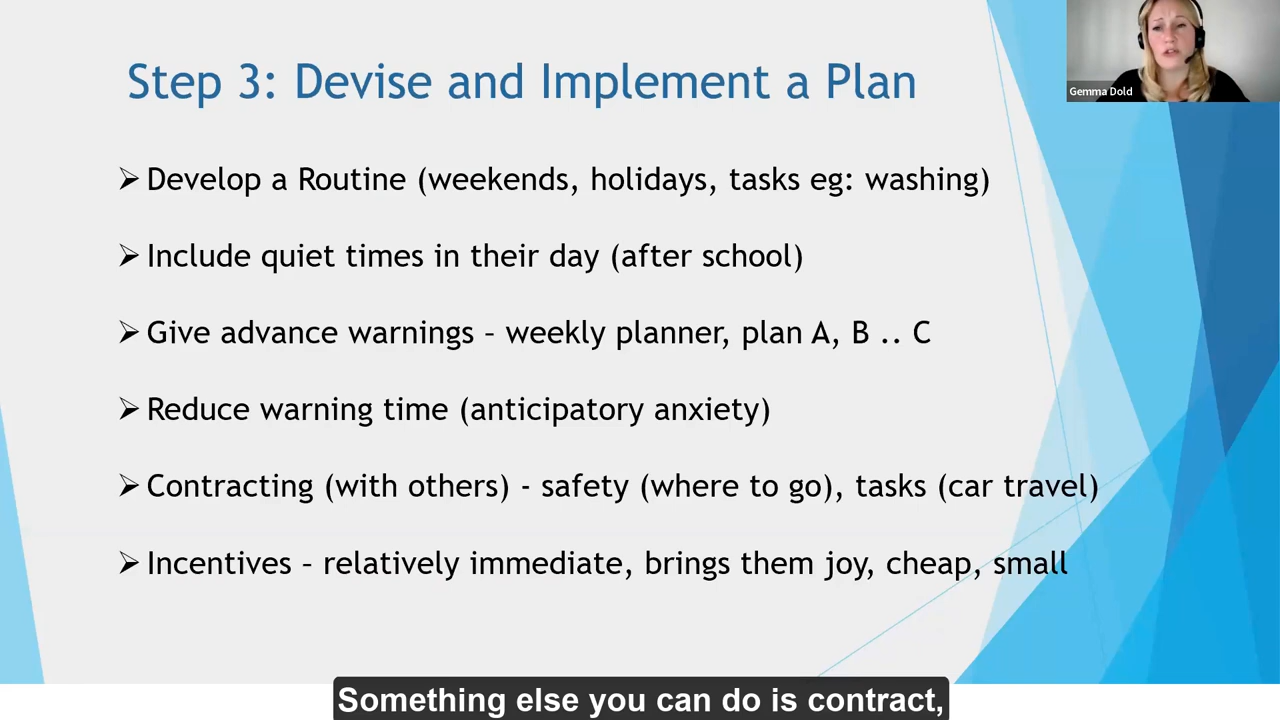 Step 3: Devise and Implement a Plan
Gemma Dold
➢ Develop a Routine (weekends, holidays, tasks eg: washing)
➢ Include quiet times in their day (after school)
➢ Give advance warnings – weekly planner, plan A, B .. C
➢ Reduce warning time (anticipatory anxiety)
➢ Contracting (with others) - safety (where to go), tasks (car travel)
➢ Incentives – relatively immediate, brings them joy, cheap, small
Something else you can do is contract,